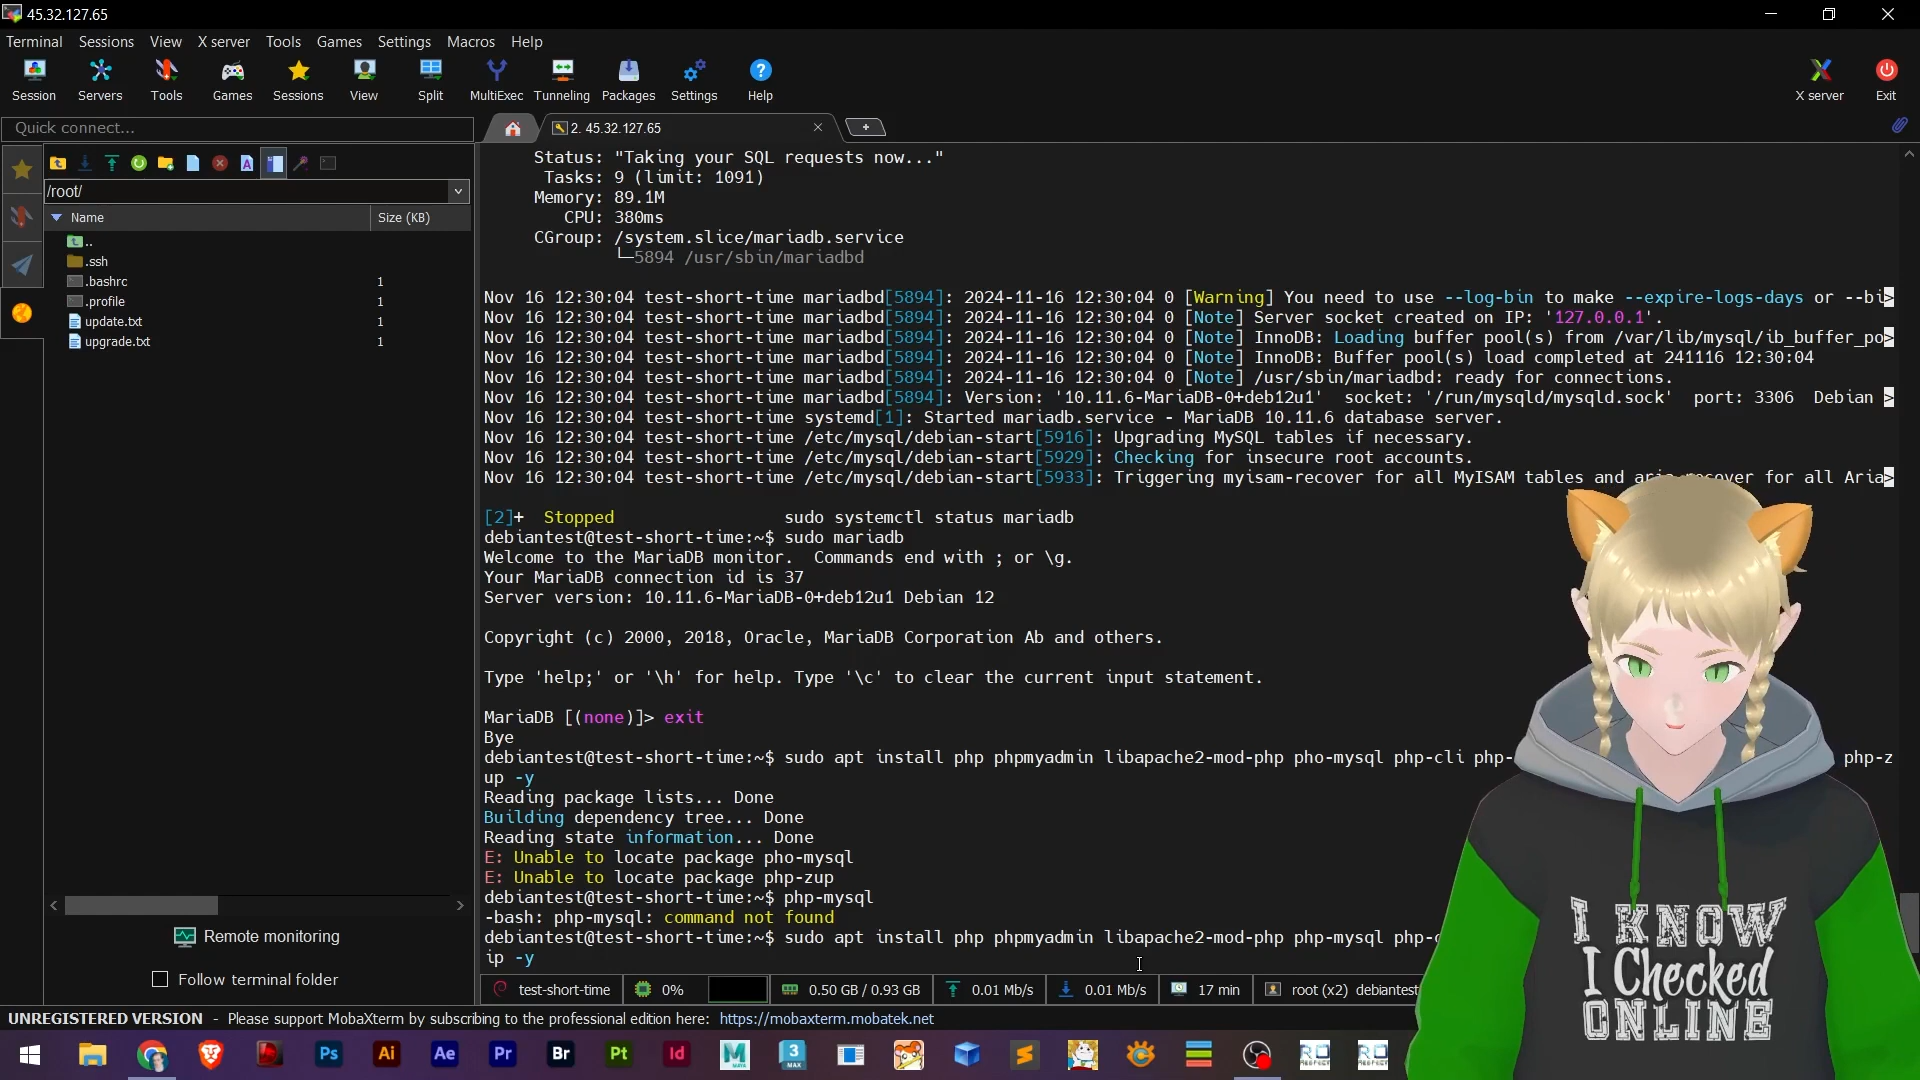 45.32.127.65
Terminal Sessions View X server Tools Games Settings Macros Help
Session Servers Tools Games Sessions View Split MultiExec Tunneling Packages Settings Help X server Exit
Quick connect...
2. 45.32.127.65
/root/
Name Size (KB)
..
.ssh
.bashrc 1
.profile 1
update.txt 1
upgrade.txt 1
Remote monitoring
Follow terminal folder
Status: "Taking your SQL requests now..."
Tasks: 9 (limit: 1091)
Memory: 89.1M
CPU: 380ms
CGroup: /system.slice/mariadb.service
└─5894 /usr/sbin/mariadbd
Nov 16 12:30:04 test-short-time mariadbd[5894]: 2024-11-16 12:30:04 0 [Warning] You need to use --log-bin to make --expire-logs-days or --bi>
Nov 16 12:30:04 test-short-time mariadbd[5894]: 2024-11-16 12:30:04 0 [Note] Server socket created on IP: '127.0.0.1'.
Nov 16 12:30:04 test-short-time mariadbd[5894]: 2024-11-16 12:30:04 0 [Note] InnoDB: Loading buffer pool(s) from /var/lib/mysql/ib_buffer_po>
Nov 16 12:30:04 test-short-time mariadbd[5894]: 2024-11-16 12:30:04 0 [Note] InnoDB: Buffer pool(s) load completed at 241116 12:30:04
Nov 16 12:30:04 test-short-time mariadbd[5894]: 2024-11-16 12:30:04 0 [Note] /usr/sbin/mariadbd: ready for connections.
Nov 16 12:30:04 test-short-time mariadbd[5894]: Version: '10.11.6-MariaDB-0+deb12u1' socket: '/run/mysqld/mysqld.sock' port: 3306 Debian >
Nov 16 12:30:04 test-short-time systemd[1]: Started mariadb.service - MariaDB 10.11.6 database server.
Nov 16 12:30:04 test-short-time /etc/mysql/debian-start[5916]: Upgrading MySQL tables if necessary.
Nov 16 12:30:04 test-short-time /etc/mysql/debian-start[5929]: Checking for insecure root accounts.
Nov 16 12:30:04 test-short-time /etc/mysql/debian-start[5933]: Triggering myisam-recover for all MyISAM tables and aria-recover for all Aria>
[2]+ Stopped sudo systemctl status mariadb
debiantest@test-short-time:~$ sudo mariadb
Welcome to the MariaDB monitor. Commands end with ; or \g.
Your MariaDB connection id is 37
Server version: 10.11.6-MariaDB-0+deb12u1 Debian 12
Copyright (c) 2000, 2018, Oracle, MariaDB Corporation Ab and others.
Type 'help;' or '\h' for help. Type '\c' to clear the current input statement.
MariaDB [(none)]> exit
Bye
debiantest@test-short-time:~$ sudo apt install php phpmyadmin libapache2-mod-php pho-mysql php-cli php- php-z
up -y
Reading package lists... Done
Building dependency tree... Done
Reading state information... Done
E: Unable to locate package pho-mysql
E: Unable to locate package php-zup
debiantest@test-short-time:~$ php-mysql
-bash: php-mysql: command not found
debiantest@test-short-time:~$ sudo apt install php phpmyadmin libapache2-mod-php php-mysql php-c
ip -y
test-short-time 0% 0.50 GB / 0.93 GB 0.01 Mb/s 0.01 Mb/s 17 min root (x2) debiantest
UNREGISTERED VERSION - Please support MobaXterm by subscribing to the professional edition here: https://mobaxterm.mobatek.net
Ps Ai Ae Pr Br Pt Id
I KNOW
I Checked
ONLINE